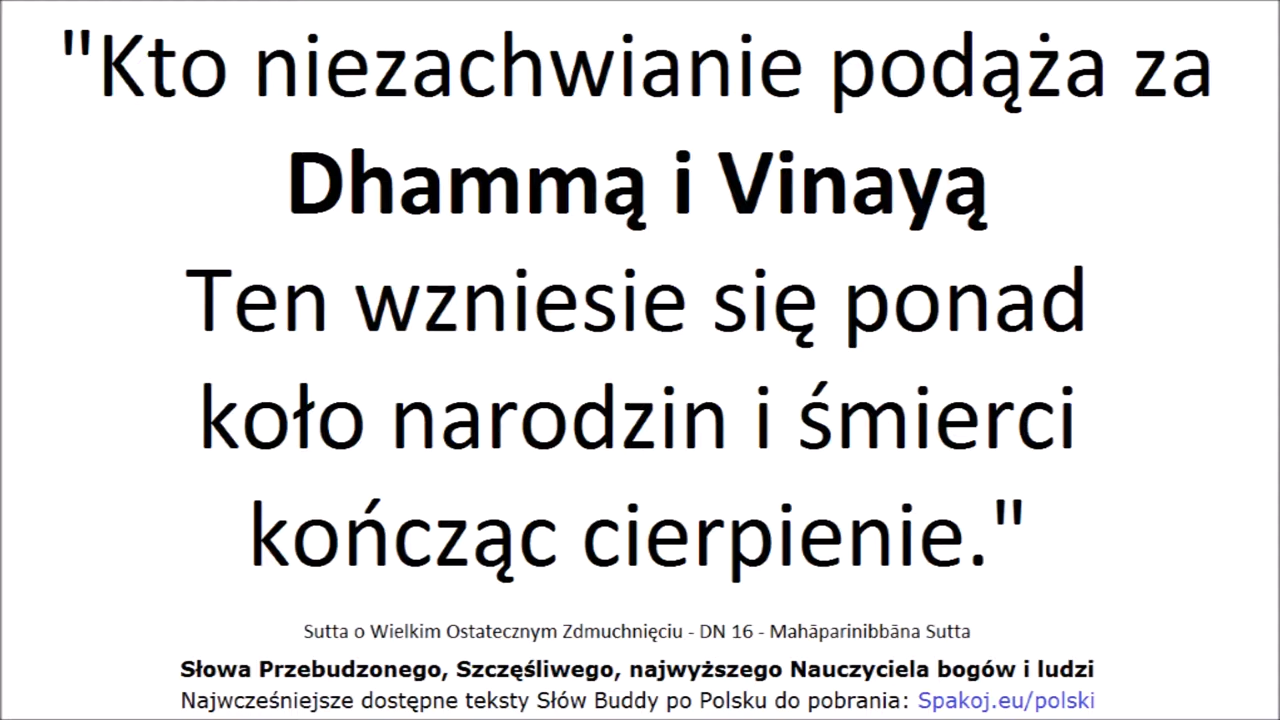 "Kto niezachwianie podąża za
Dhammą i Vinayą
Ten wzniesie się ponad
koło narodzin i śmierci
kończąc cierpienie."
Sutta o Wielkim Ostatecznym Zdmuchnięciu - DN 16 - Mahāparinibbāna Sutta
Słowa Przebudzonego, Szczęśliwego, najwyższego Nauczyciela bogów i ludzi
Najwcześniejsze dostępne teksty Słów Buddy po Polsku do pobrania: Spakoj.eu/polski